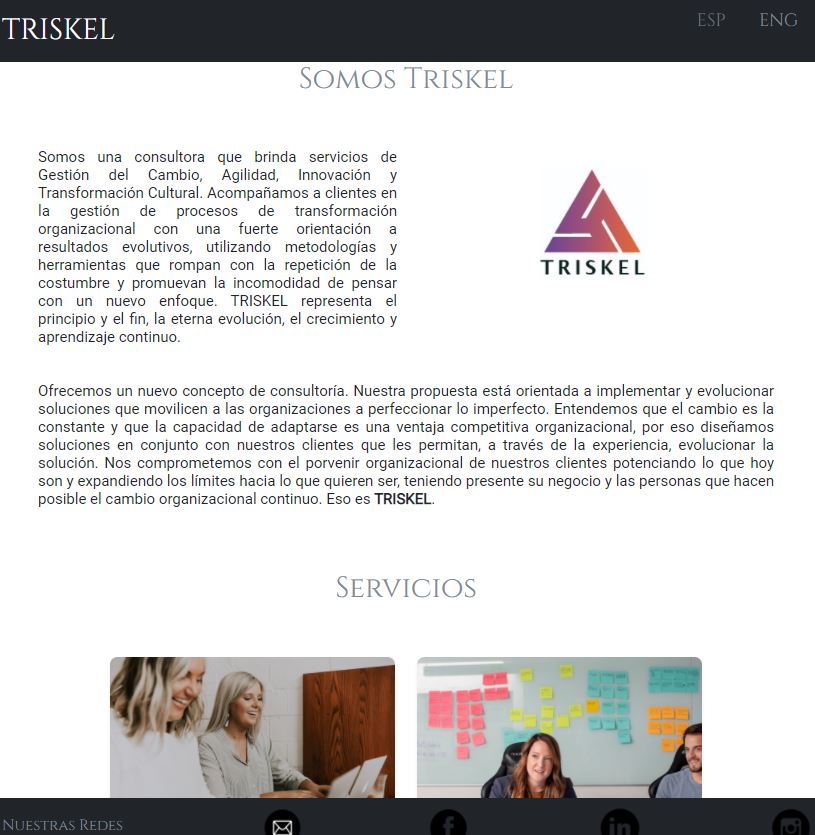 TRISKEL
ESP ENG
Somos Triskel
Somos una consultora que brinda servicios de
Gestión del Cambio, Agilidad, Innovación y
Transformación Cultural. Acompañamos a clientes en
la gestión de procesos de transformación
organizacional con una fuerte orientación a
resultados evolutivos, utilizando metodologías y
herramientas que rompan con la repetición de la
costumbre y promuevan la incomodidad de pensar
con un nuevo enfoque. TRISKEL representa el
principio y el fin, la eterna evolución, el crecimiento y
aprendizaje continuo.
TRISKEL
Ofrecemos un nuevo concepto de consultoría. Nuestra propuesta está orientada a implementar y evolucionar
soluciones que movilicen a las organizaciones a perfeccionar lo imperfecto. Entendemos que el cambio es la
constante y que la capacidad de adaptarse es una ventaja competitiva organizacional, por eso diseñamos
soluciones en conjunto con nuestros clientes que les permitan, a través de la experiencia, evolucionar la
solución. Nos comprometemos con el porvenir organizacional de nuestros clientes potenciando lo que hoy
son y expandiendo los límites hacia lo que quieren ser, teniendo presente su negocio y las personas que hacen
posible el cambio organizacional continuo. Eso es TRISKEL.
Servicios
Nuestras Redes